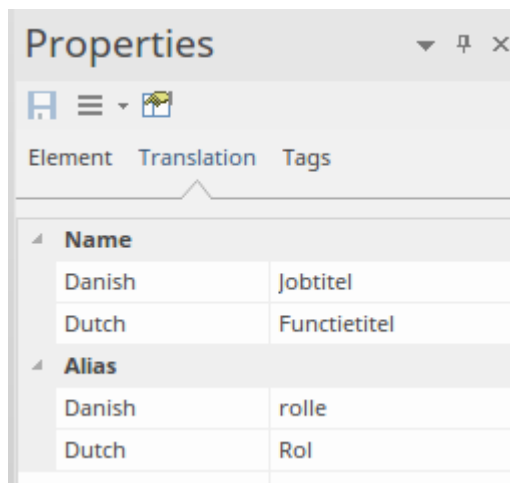 Properties
Element Translation Tags
Name
Danish Jobtitel
Dutch Functietitel
Alias
Danish rolle
Dutch Rol